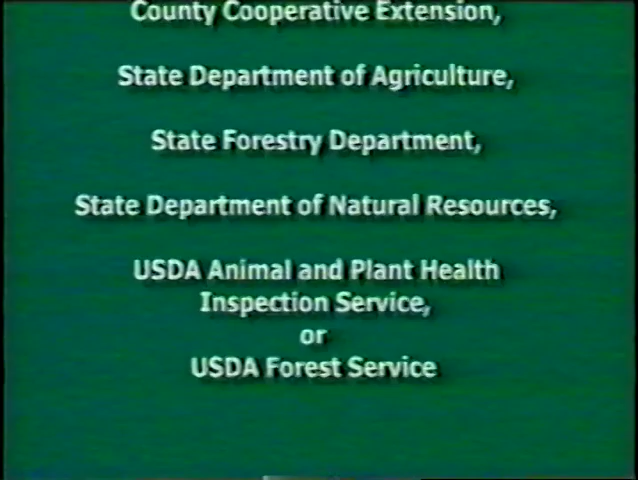 County Cooperative Extension,
State Department of Agriculture,
State Forestry Department,
State Department of Natural Resources,
USDA Animal and Plant Health
Inspection Service,
or
USDA Forest Service